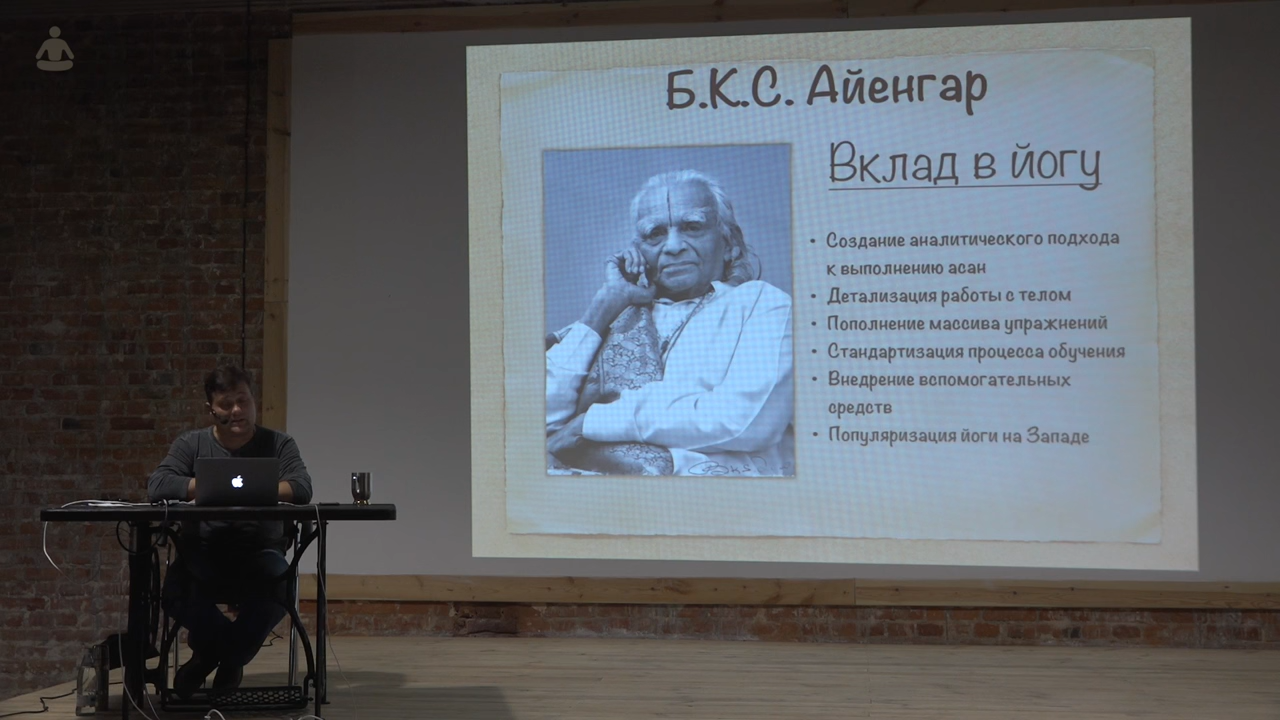 Б.К.С. Айенгар
Вклад в йогу
• Создание аналитического подхода
к выполнению асан
• Детализация работы с телом
• Пополнение массива упражнений
• Стандартизация процесса обучения
• Внедрение вспомогательных
средств
• Популяризация йоги на Западе